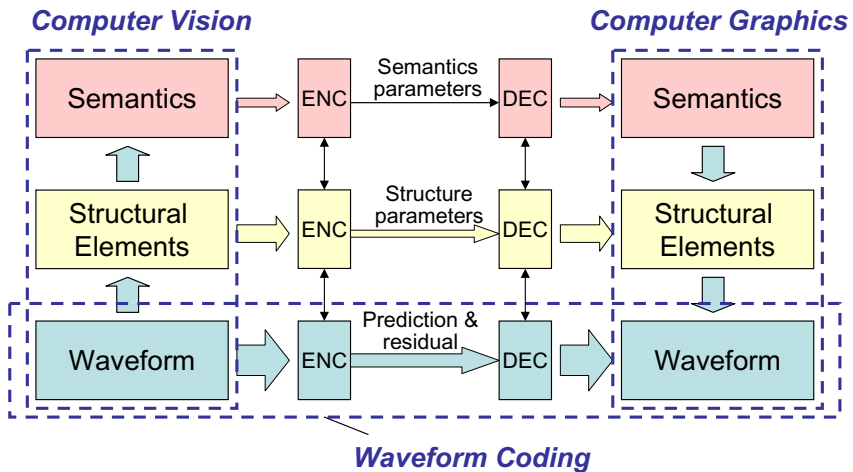 Computer Vision
Computer Graphics
Semantics
ENC
Semantics
parameters
DEC
Semantics
Structural
Elements
ENC
Structure
parameters
DEC
Structural
Elements
Waveform
ENC
Prediction &
residual
DEC
Waveform
Waveform Coding